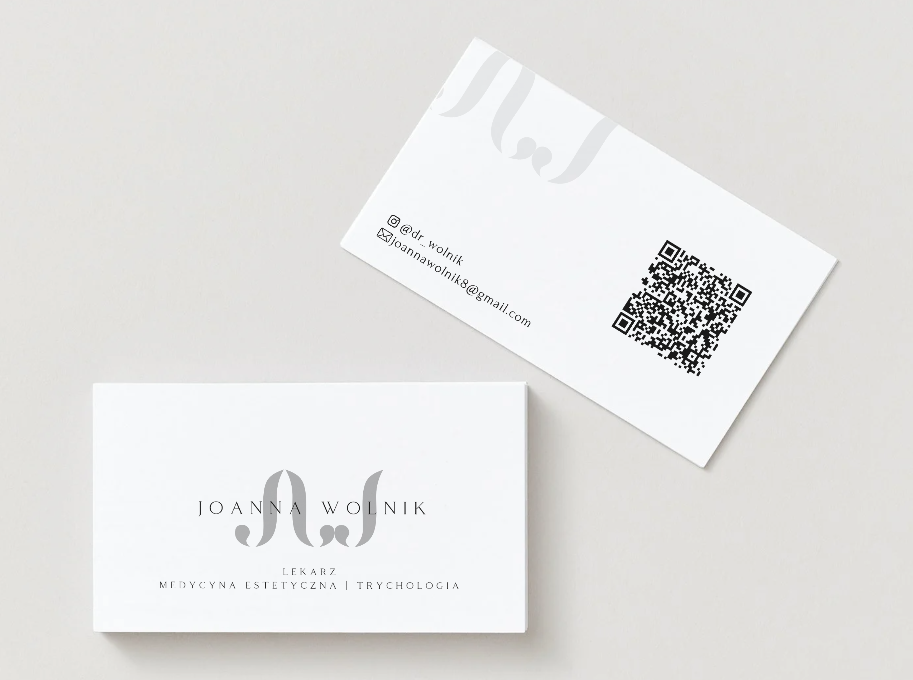 @dr_wolnik
joannawolnik8@gmail.com
JOANNA WOLNIK
LEKARZ
MEDYCYNA ESTETYCZNA | TRYCHOLOGIA